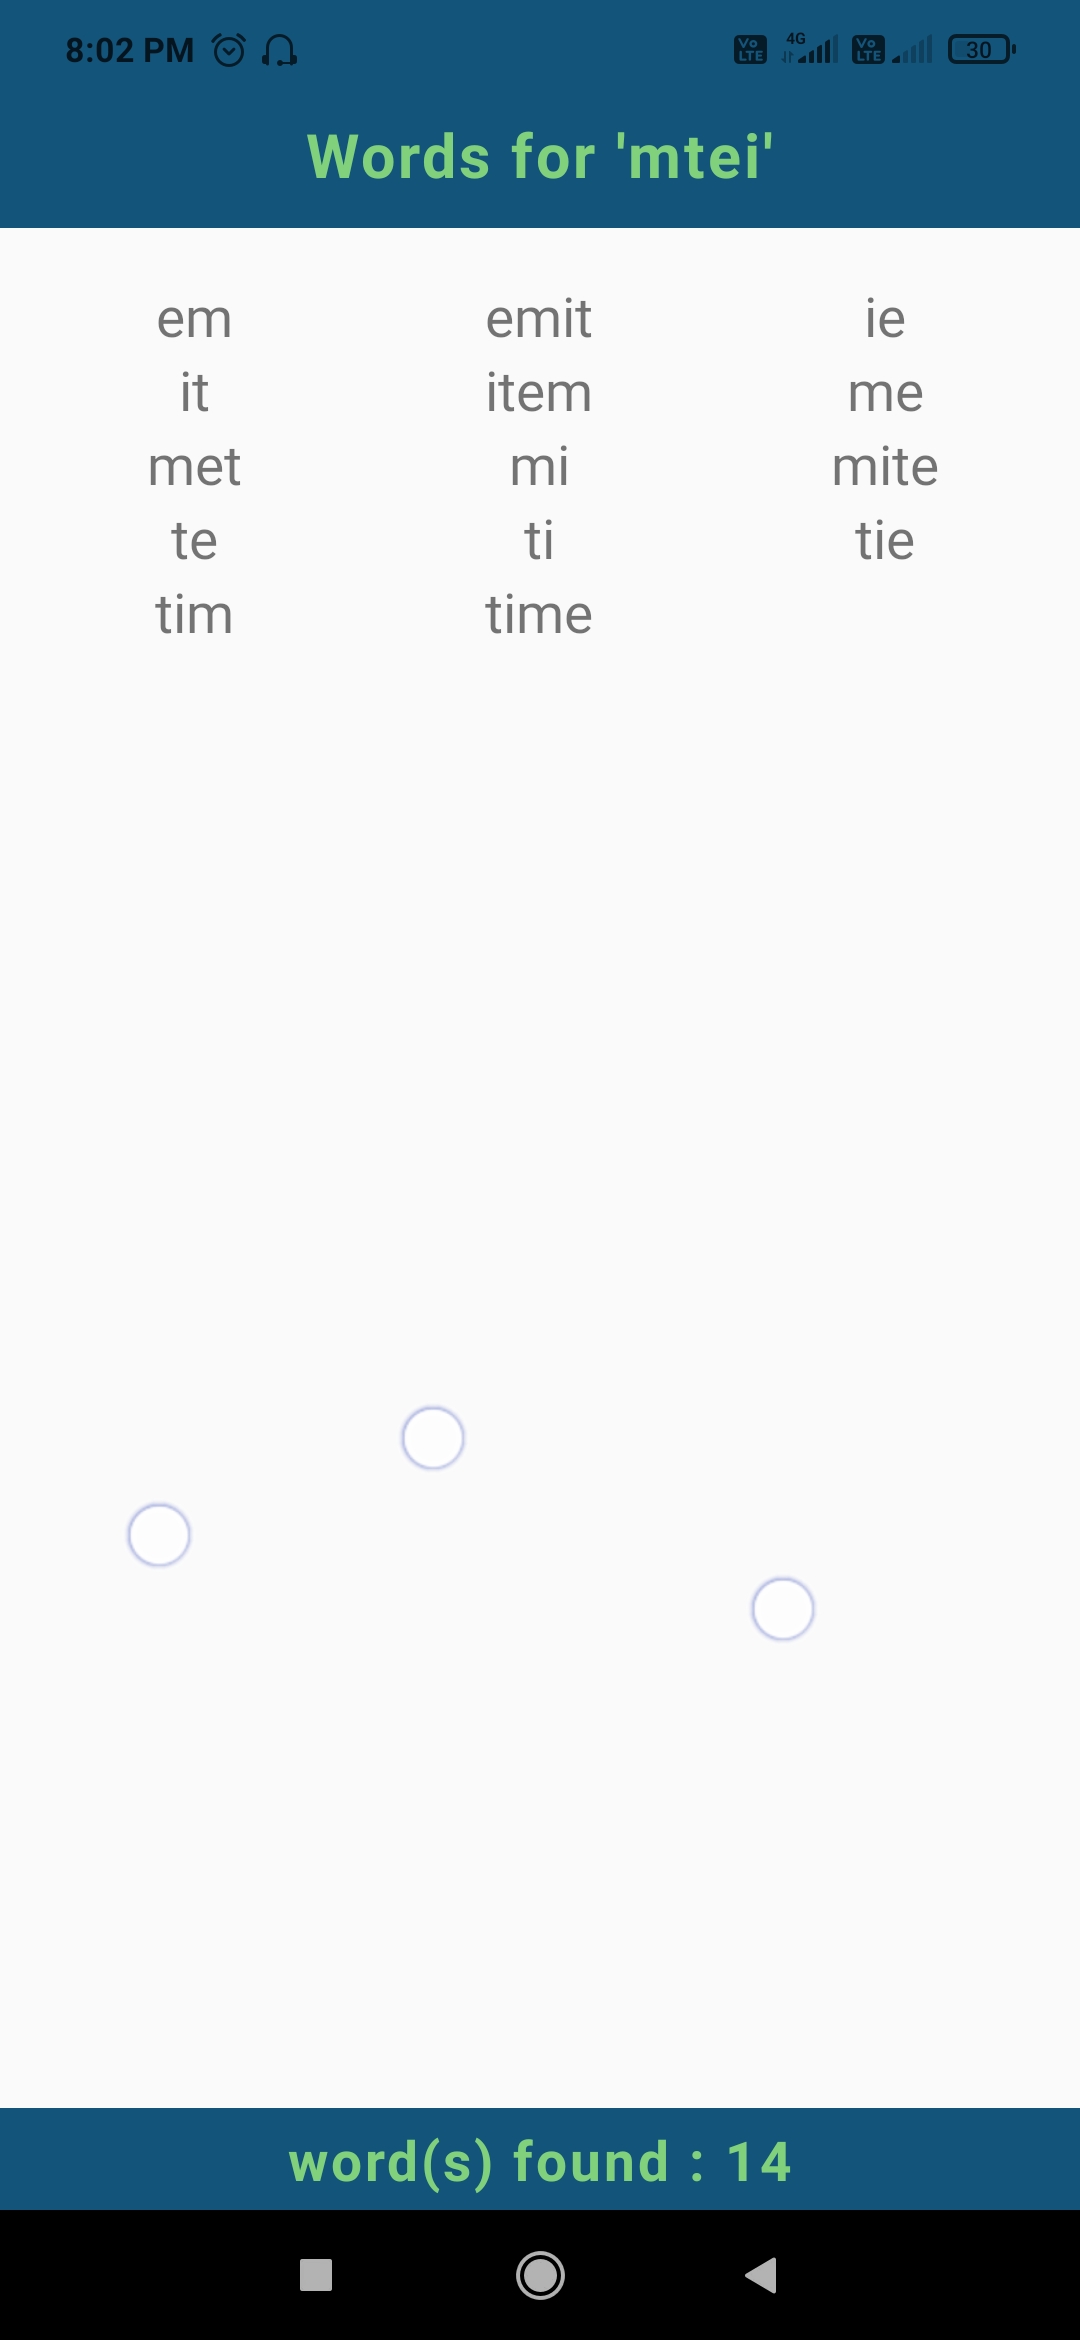 8:02 PM Vo LTE 4G Vo LTE 30
Words for 'mtei'
em emit ie
it item me
met mi mite
te ti tie
tim time
word(s) found : 14